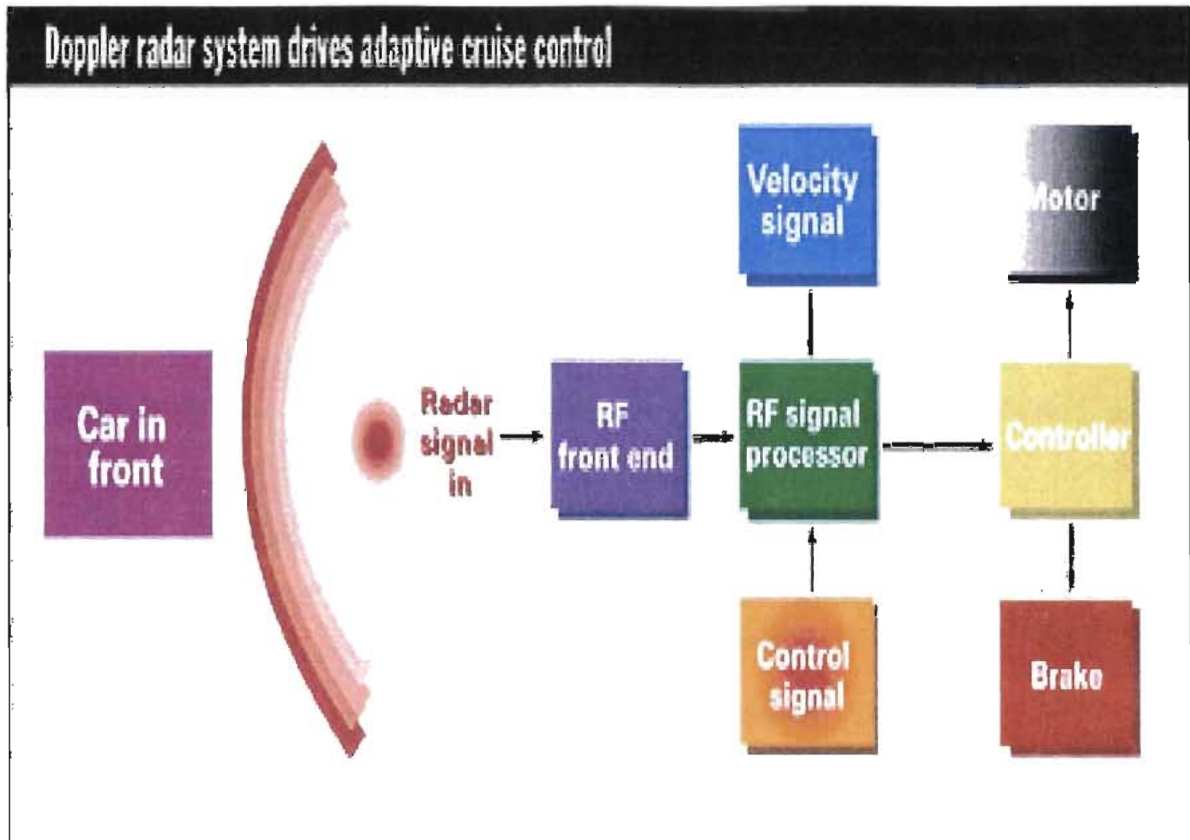 Doppler radar system drives adaptive cruise control
Velocity
signal
Motor
Car in
front
Radar
signal
in
RF
front end
RF signal
processor
Controller
Control
signal
Brake